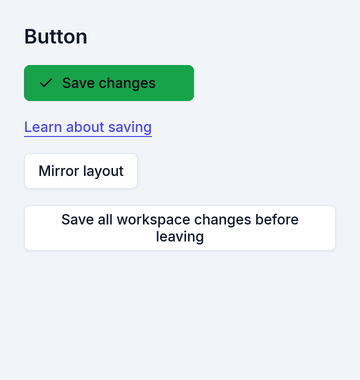 Button
Save changes
Learn about saving
Mirror layout
Save all workspace changes before
leaving